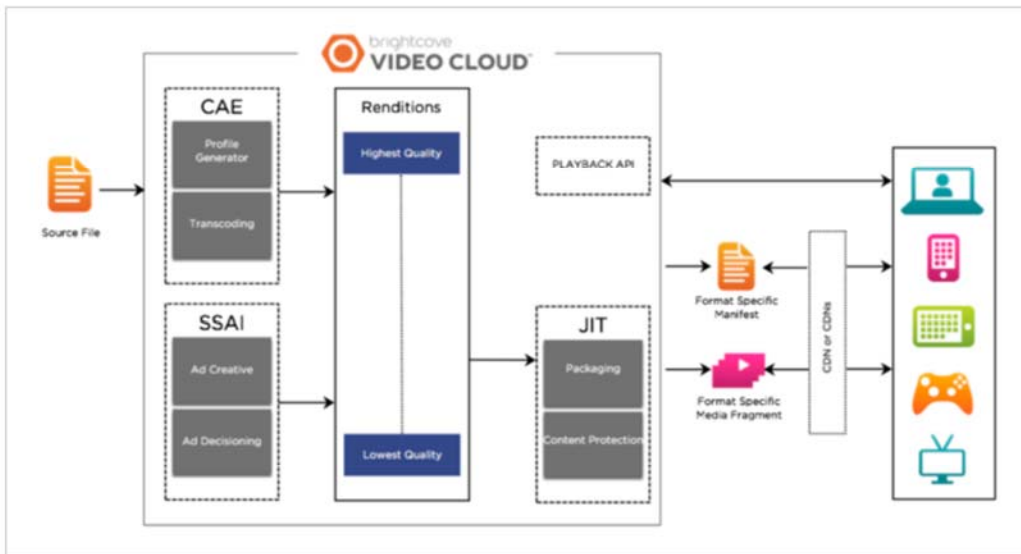 brightcove
VIDEO CLOUD
CAE
Profile
Generator
Transcoding
Renditions
Highest Quality
Lowest Quality
PLAYBACK API
Source File
SSAI
Ad Creative
Ad Decisioning
JIT
Packaging
Content Protection
Format Specific
Manifest
Format Specific
Media Fragment
CDN or CDNs